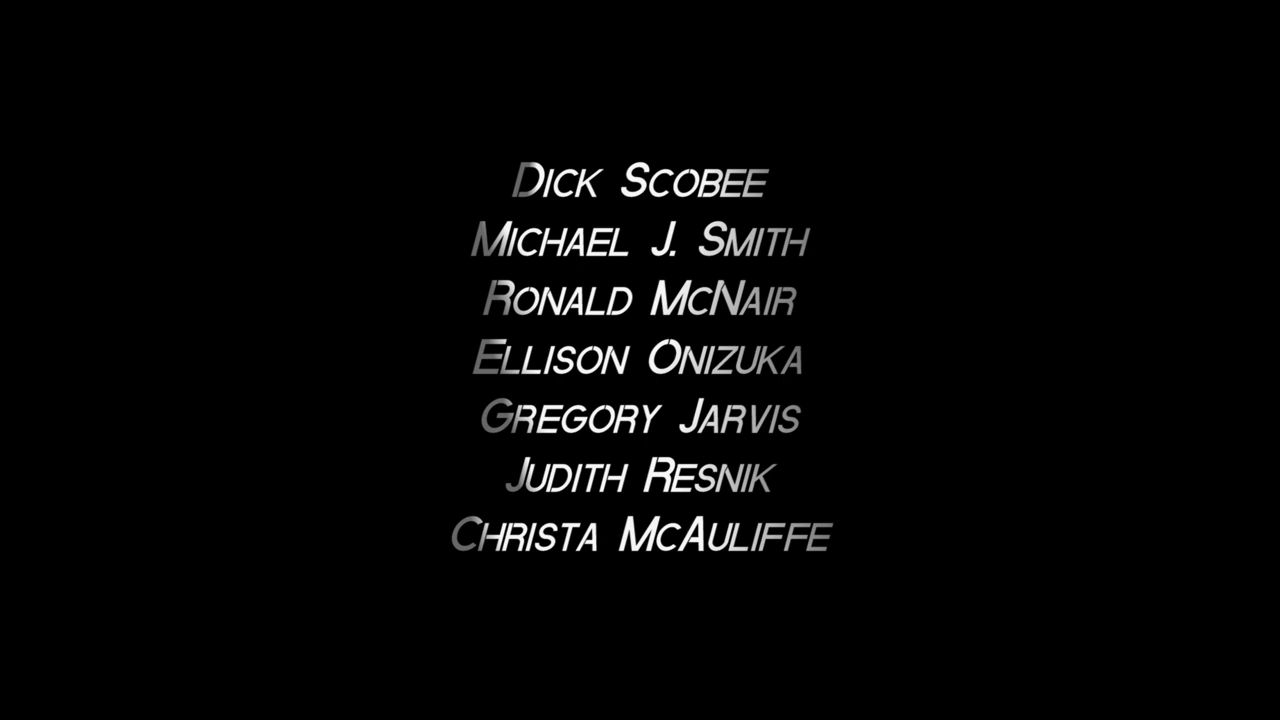 Dick Scobee
Michael J. Smith
Ronald McNair
Ellison Onizuka
Gregory Jarvis
Judith Resnik
Christa McAuliffe